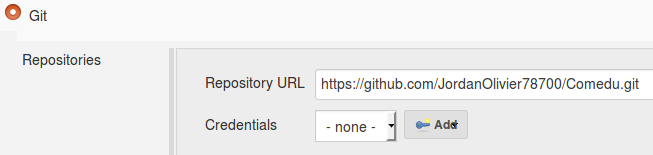 Git
Repositories
Repository URL https://github.com/JordanOlivier78700/Comedu.git
Credentials - none - Add